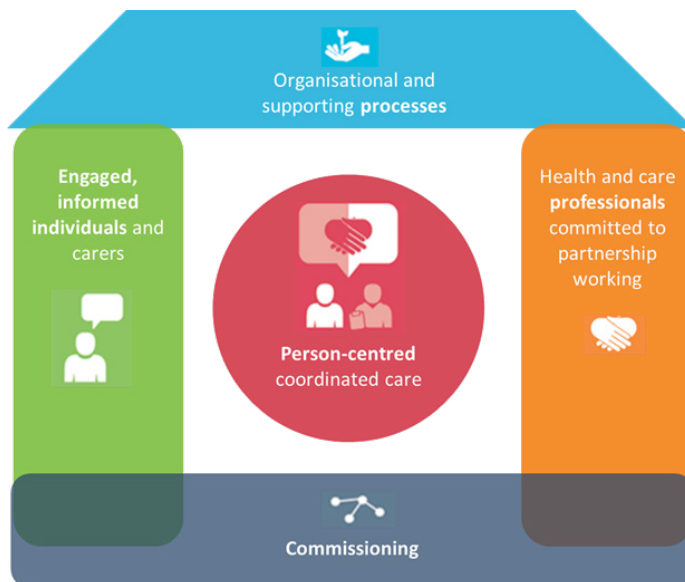 Organisational and
supporting processes
Engaged,
informed
individuals and
carers
Person-centred
coordinated care
Health and care
professionals
committed to
partnership
working
Commissioning